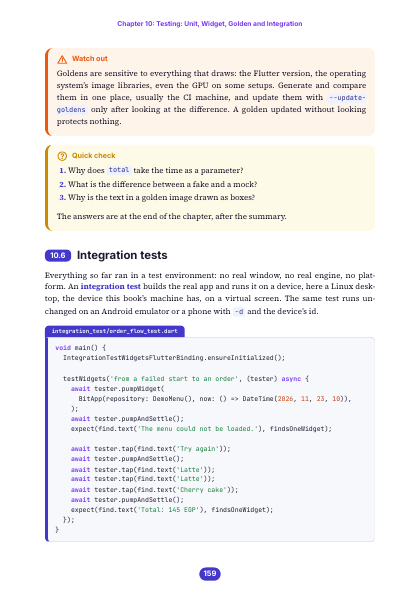 Chapter 10: Testing: Unit, Widget, Golden and Integration
Watch out
Goldens are sensitive to everything that draws: the Flutter version, the operating
system's image libraries, even the GPU on some setups. Generate and compare
them in one place, usually the CI machine, and update them with --update-
goldens only after looking at the difference. A golden updated without looking
protects nothing.
Quick check
1. Why does total take the time as a parameter?
2. What is the difference between a fake and a mock?
3. Why is the text in a golden image drawn as boxes?
The answers are at the end of the chapter, after the summary.
10.6 Integration tests
Everything so far ran in a test environment: no real window, no real engine, no plat-
form. An integration test builds the real app and runs it on a device, here a Linux desk-
top, the device this book's machine has, on a virtual screen. The same test runs un-
changed on an Android emulator or a phone with -d and the device's id.
integration_test/order_flow_test.dart
void main() {
  IntegrationTestWidgetsFlutterBinding.ensureInitialized();

  testWidgets('from a failed start to an order', (tester) async {
    await tester.pumpWidget(
      BitApp(repository: DemoMenu(), now: () => DateTime(2026, 11, 23, 10)),
    );
    await tester.pumpAndSettle();
    expect(find.text('The menu could not be loaded.'), findsOneWidget);

    await tester.tap(find.text('Try again'));
    await tester.pumpAndSettle();
    await tester.tap(find.text('Latte'));
    await tester.tap(find.text('Latte'));
    await tester.tap(find.text('Cherry cake'));
    await tester.pumpAndSettle();
    expect(find.text('Total: 145 EGP'), findsOneWidget);
  });
}
159